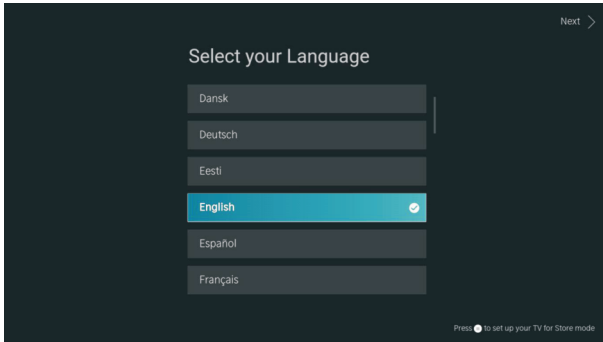 Next
Select your Language
Dansk
Deutsch
Eesti
English
Español
Français
Press to set up your TV for Store mode